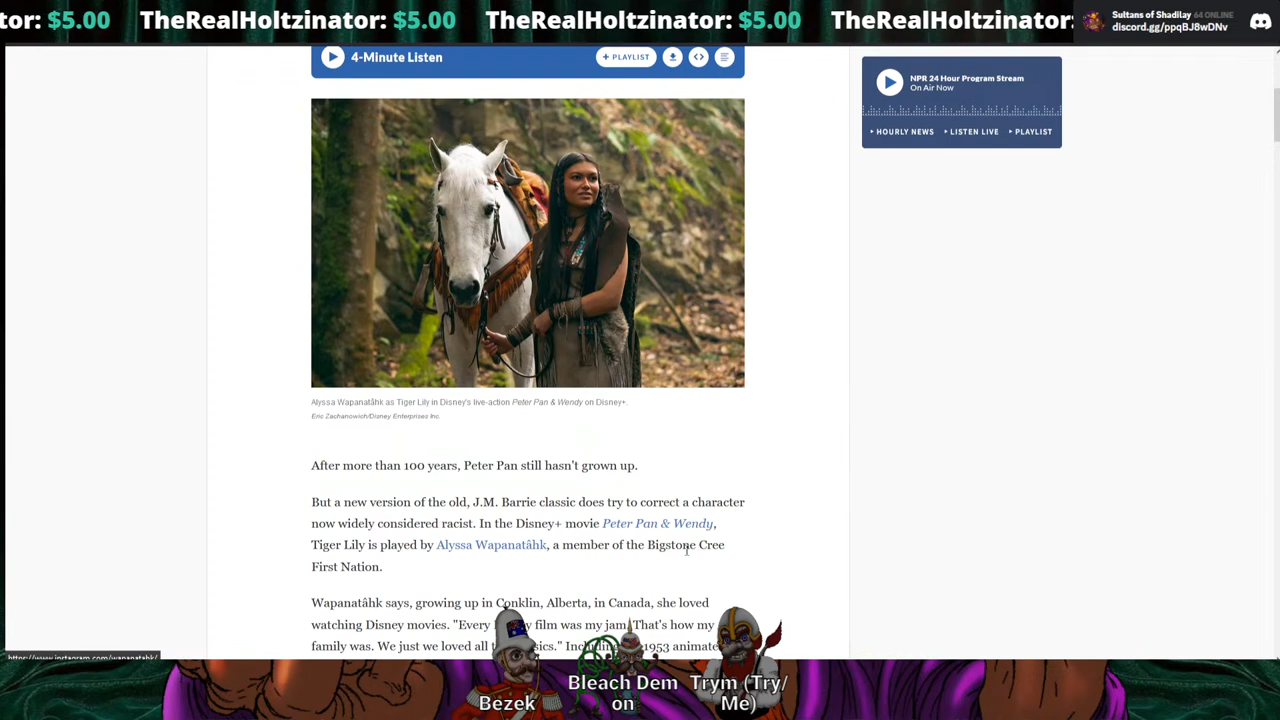 tor: $5.00 TheRealHoltzinator: $5.00 TheRealHoltzinator: $5.00 TheRealHoltzinator:
Sultans of Shadilay 64 ONLINE
discord.gg/ppqBJ8wDNv
4-Minute Listen
+ PLAYLIST
NPR 24 Hour Program Stream
On Air Now
HOURLY NEWS LISTEN LIVE PLAYLIST
Alyssa Wapanatâhk as Tiger Lily in Disney's live-action Peter Pan & Wendy on Disney+.
Eric Zachanowich/Disney Enterprises Inc.
After more than 100 years, Peter Pan still hasn't grown up.
But a new version of the old, J.M. Barrie classic does try to correct a character
now widely considered racist. In the Disney+ movie Peter Pan & Wendy,
Tiger Lily is played by Alyssa Wapanatâhk, a member of the Bigstone Cree
First Nation.
Wapanatâhk says, growing up in Conklin, Alberta, in Canada, she loved
watching Disney movies. "Every film was my jam. That's how my
family was. We just we loved all 1953 animate
https://www.instagram.com/wapanatahk/
Bezek
Bleach Dem
on
Trym (Try/
Me)